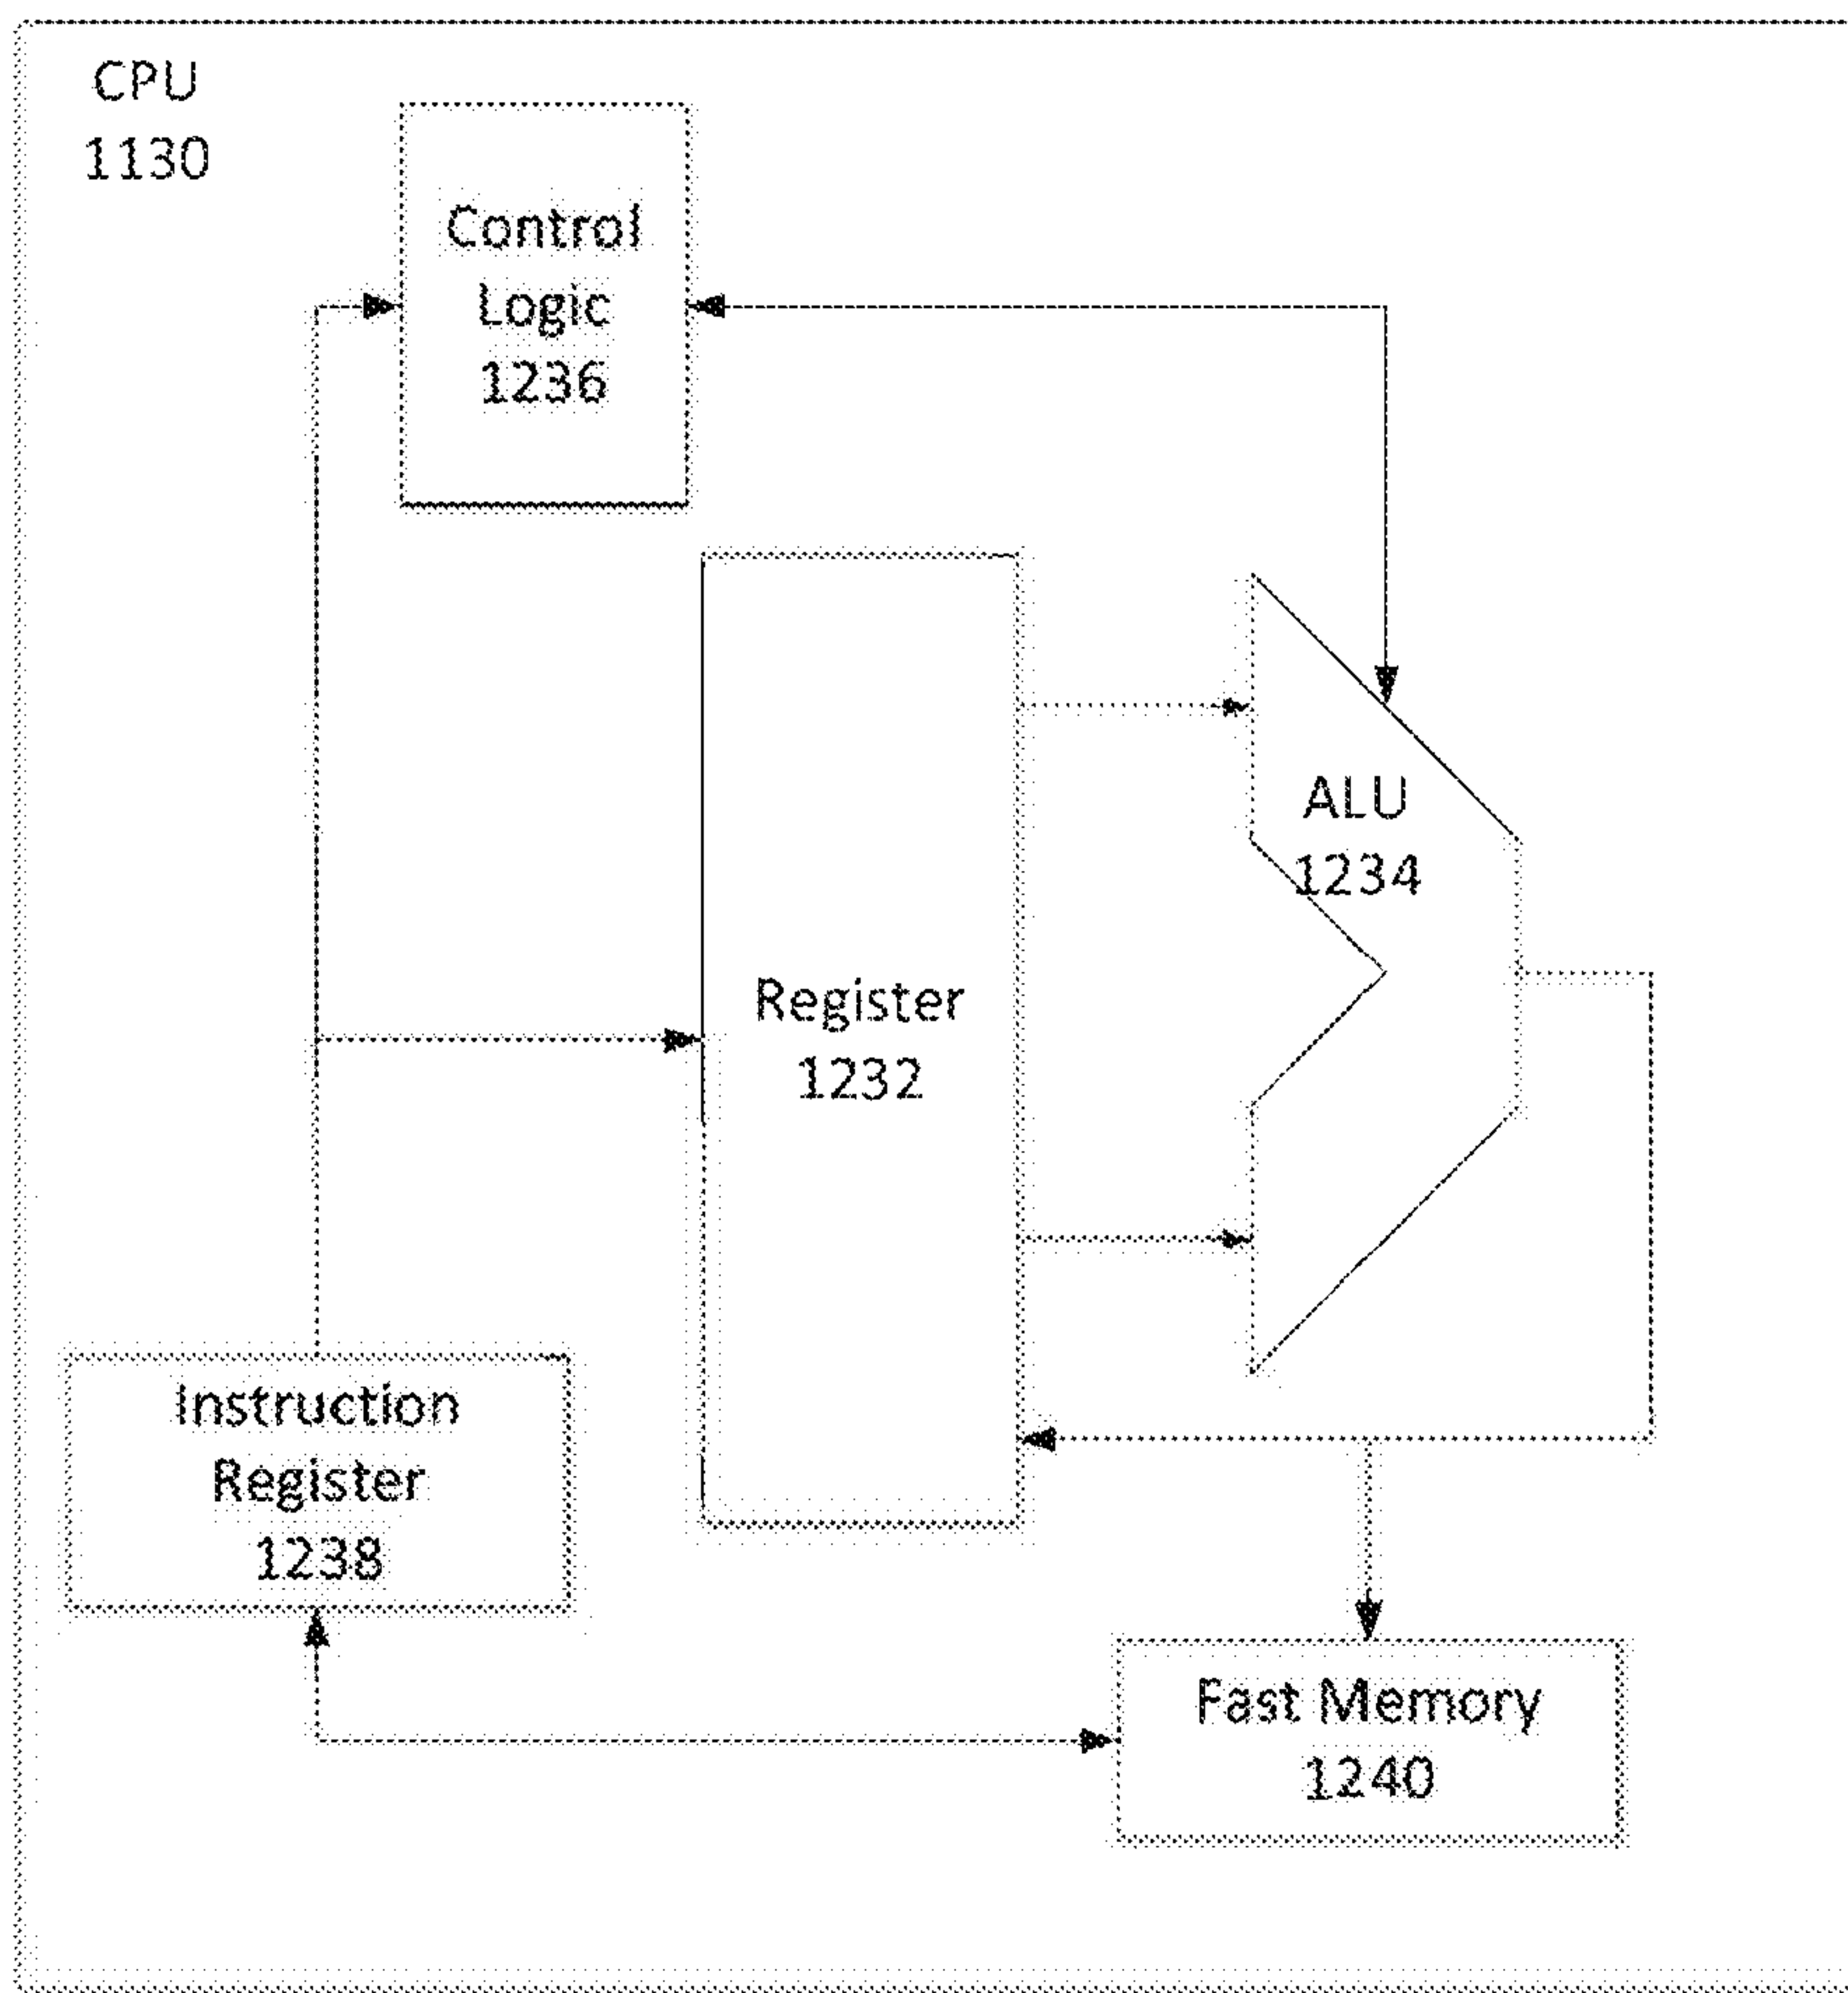 CPU
1130
Control
Logic
1236
ALU
1234
Register
1232
Instruction
Register
1238
Fast Memory
1240